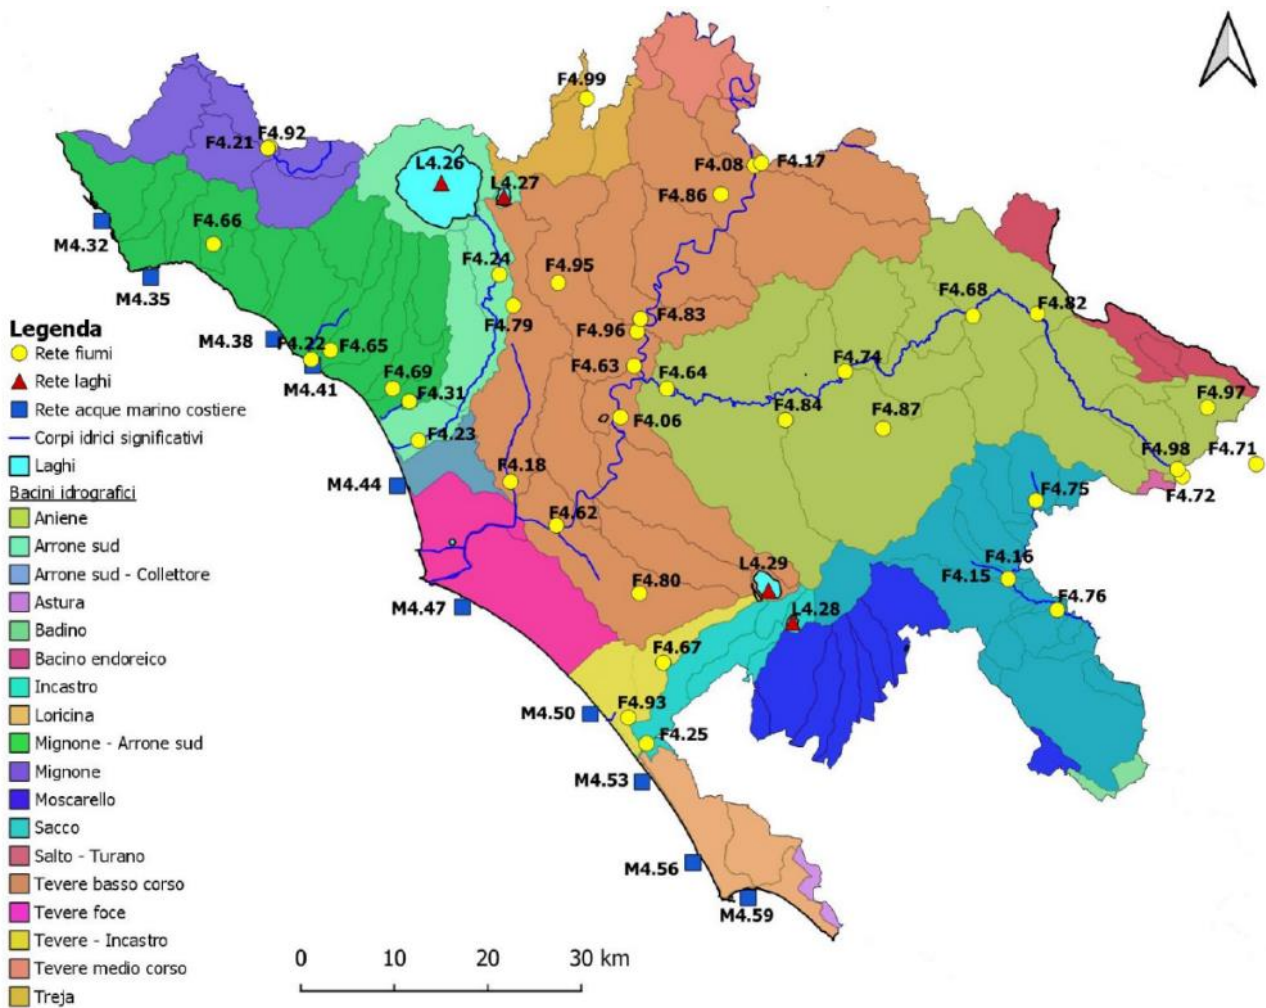 F4.99
F4.21
F4.92
L4.26
L4.27
F4.08
F4.17
F4.86
F4.66
M4.32
M4.35
F4.24
F4.95
F4.79
F4.68
F4.82
F4.83
F4.96
M4.38
F4.22
F4.65
M4.41
F4.63
F4.64
F4.74
F4.69
F4.31
F4.84
F4.87
F4.97
F4.06
F4.23
F4.98
F4.71
F4.72
M4.44
F4.18
F4.75
F4.62
F4.16
F4.15
L4.29
F4.80
L4.28
F4.76
M4.47
F4.67
F4.93
M4.50
F4.25
M4.53
M4.56
M4.59
Legenda
Rete fiumi
Rete laghi
Rete acque marino costiere
Corpi idrici significativi
Laghi
Bacini idrografici
Aniene
Arrone sud
Arrone sud - Collettore
Astura
Badino
Bacino endoreico
Incastro
Loricina
Mignone - Arrone sud
Mignone
Moscarello
Sacco
Salto - Turano
Tevere basso corso
Tevere foce
Tevere - Incastro
Tevere medio corso
Treja
0 10 20 30 km